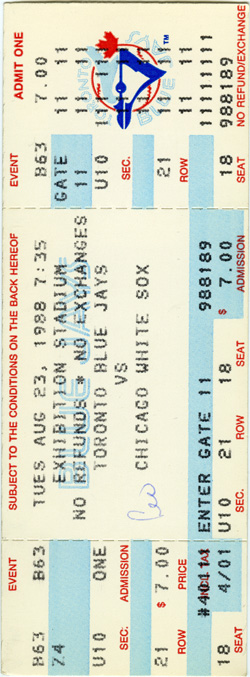 ADMIT ONE
7.00
GATE 11
988189
NO REFUND/EXCHANGE
EVENT SEC. ROW SEAT
B63 U10 21 18
SUBJECT TO THE CONDITIONS ON THE BACK HEREOF
TUES AUG 23, 1988 7:35
EXHIBITION STADIUM
NO REFUNDS * NO EXCHANGES
TORONTO BLUE JAYS
VS
CHICAGO WHITE SOX
988189 $ 7.00
ENTER GATE 11
U10 21 18
SEC. ROW SEAT
EVENT
B63 ONE ADMISSION
B63
$ 7.00 PRICE
4/01
U10 21 18
SEC. ROW SEAT